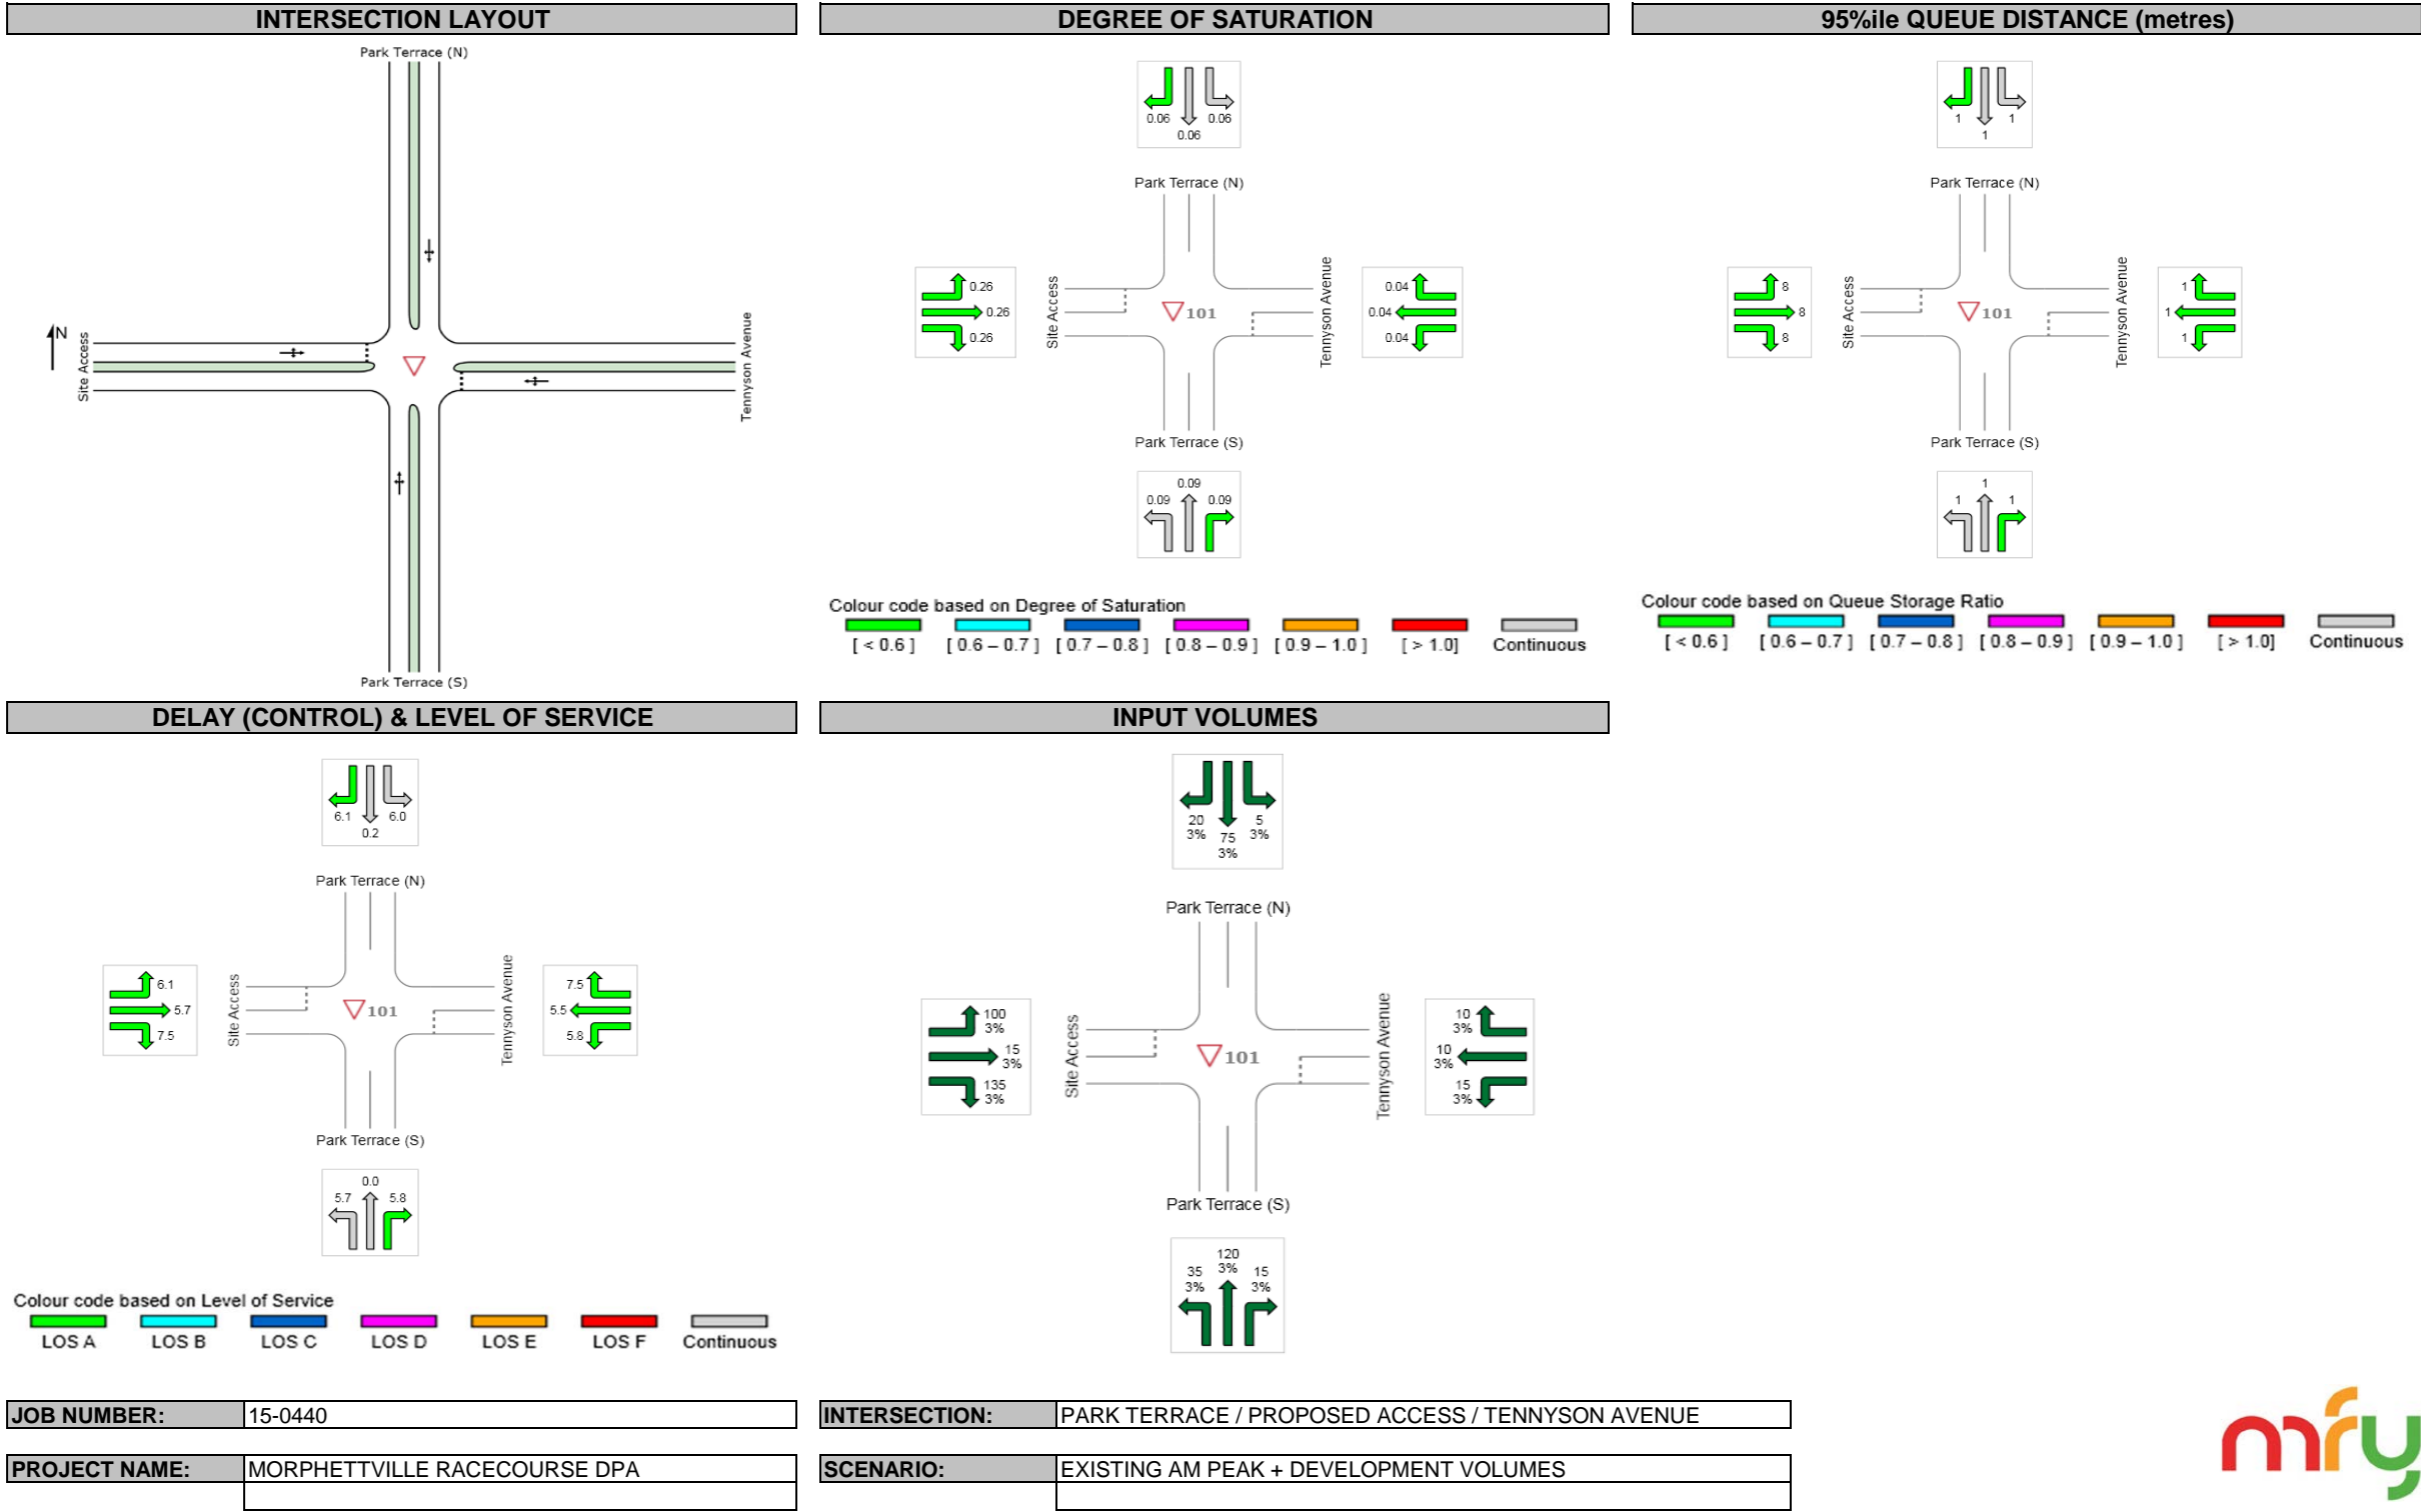 INTERSECTION LAYOUT
Park Terrace (N)
N
Site Access
Tennyson Avenue
Park Terrace (S)
DEGREE OF SATURATION
0.06
0.06
0.06
Park Terrace (N)
0.26
0.26
0.26
Site Access
101
Tennyson Avenue
0.04
0.04
0.04
Park Terrace (S)
0.09
0.09
0.09
Colour code based on Degree of Saturation
[ < 0.6 ] [ 0.6 – 0.7 ] [ 0.7 – 0.8 ] [ 0.8 – 0.9 ] [ 0.9 – 1.0 ] [ > 1.0] Continuous
95%ile QUEUE DISTANCE (metres)
1
1
1
Park Terrace (N)
8
8
8
Site Access
101
Tennyson Avenue
1
1
1
Park Terrace (S)
1
1
1
Colour code based on Queue Storage Ratio
[ < 0.6 ] [ 0.6 – 0.7 ] [ 0.7 – 0.8 ] [ 0.8 – 0.9 ] [ 0.9 – 1.0 ] [ > 1.0] Continuous
DELAY (CONTROL) & LEVEL OF SERVICE
6.1 6.0
0.2
Park Terrace (N)
6.1
5.7
7.5
Site Access
101
Tennyson Avenue
7.5
5.5
5.8
Park Terrace (S)
0.0
5.7 5.8
Colour code based on Level of Service
LOS A LOS B LOS C LOS D LOS E LOS F Continuous
INPUT VOLUMES
20 5
3% 75 3%
3%
Park Terrace (N)
100
3%
15
3%
135
3%
Site Access
101
Tennyson Avenue
10
3%
10
3%
15
3%
Park Terrace (S)
120
35 3% 15
3% 3%
JOB NUMBER: 15-0440
INTERSECTION: PARK TERRACE / PROPOSED ACCESS / TENNYSON AVENUE
PROJECT NAME: MORPHETTVILLE RACECOURSE DPA
SCENARIO: EXISTING AM PEAK + DEVELOPMENT VOLUMES
mfy